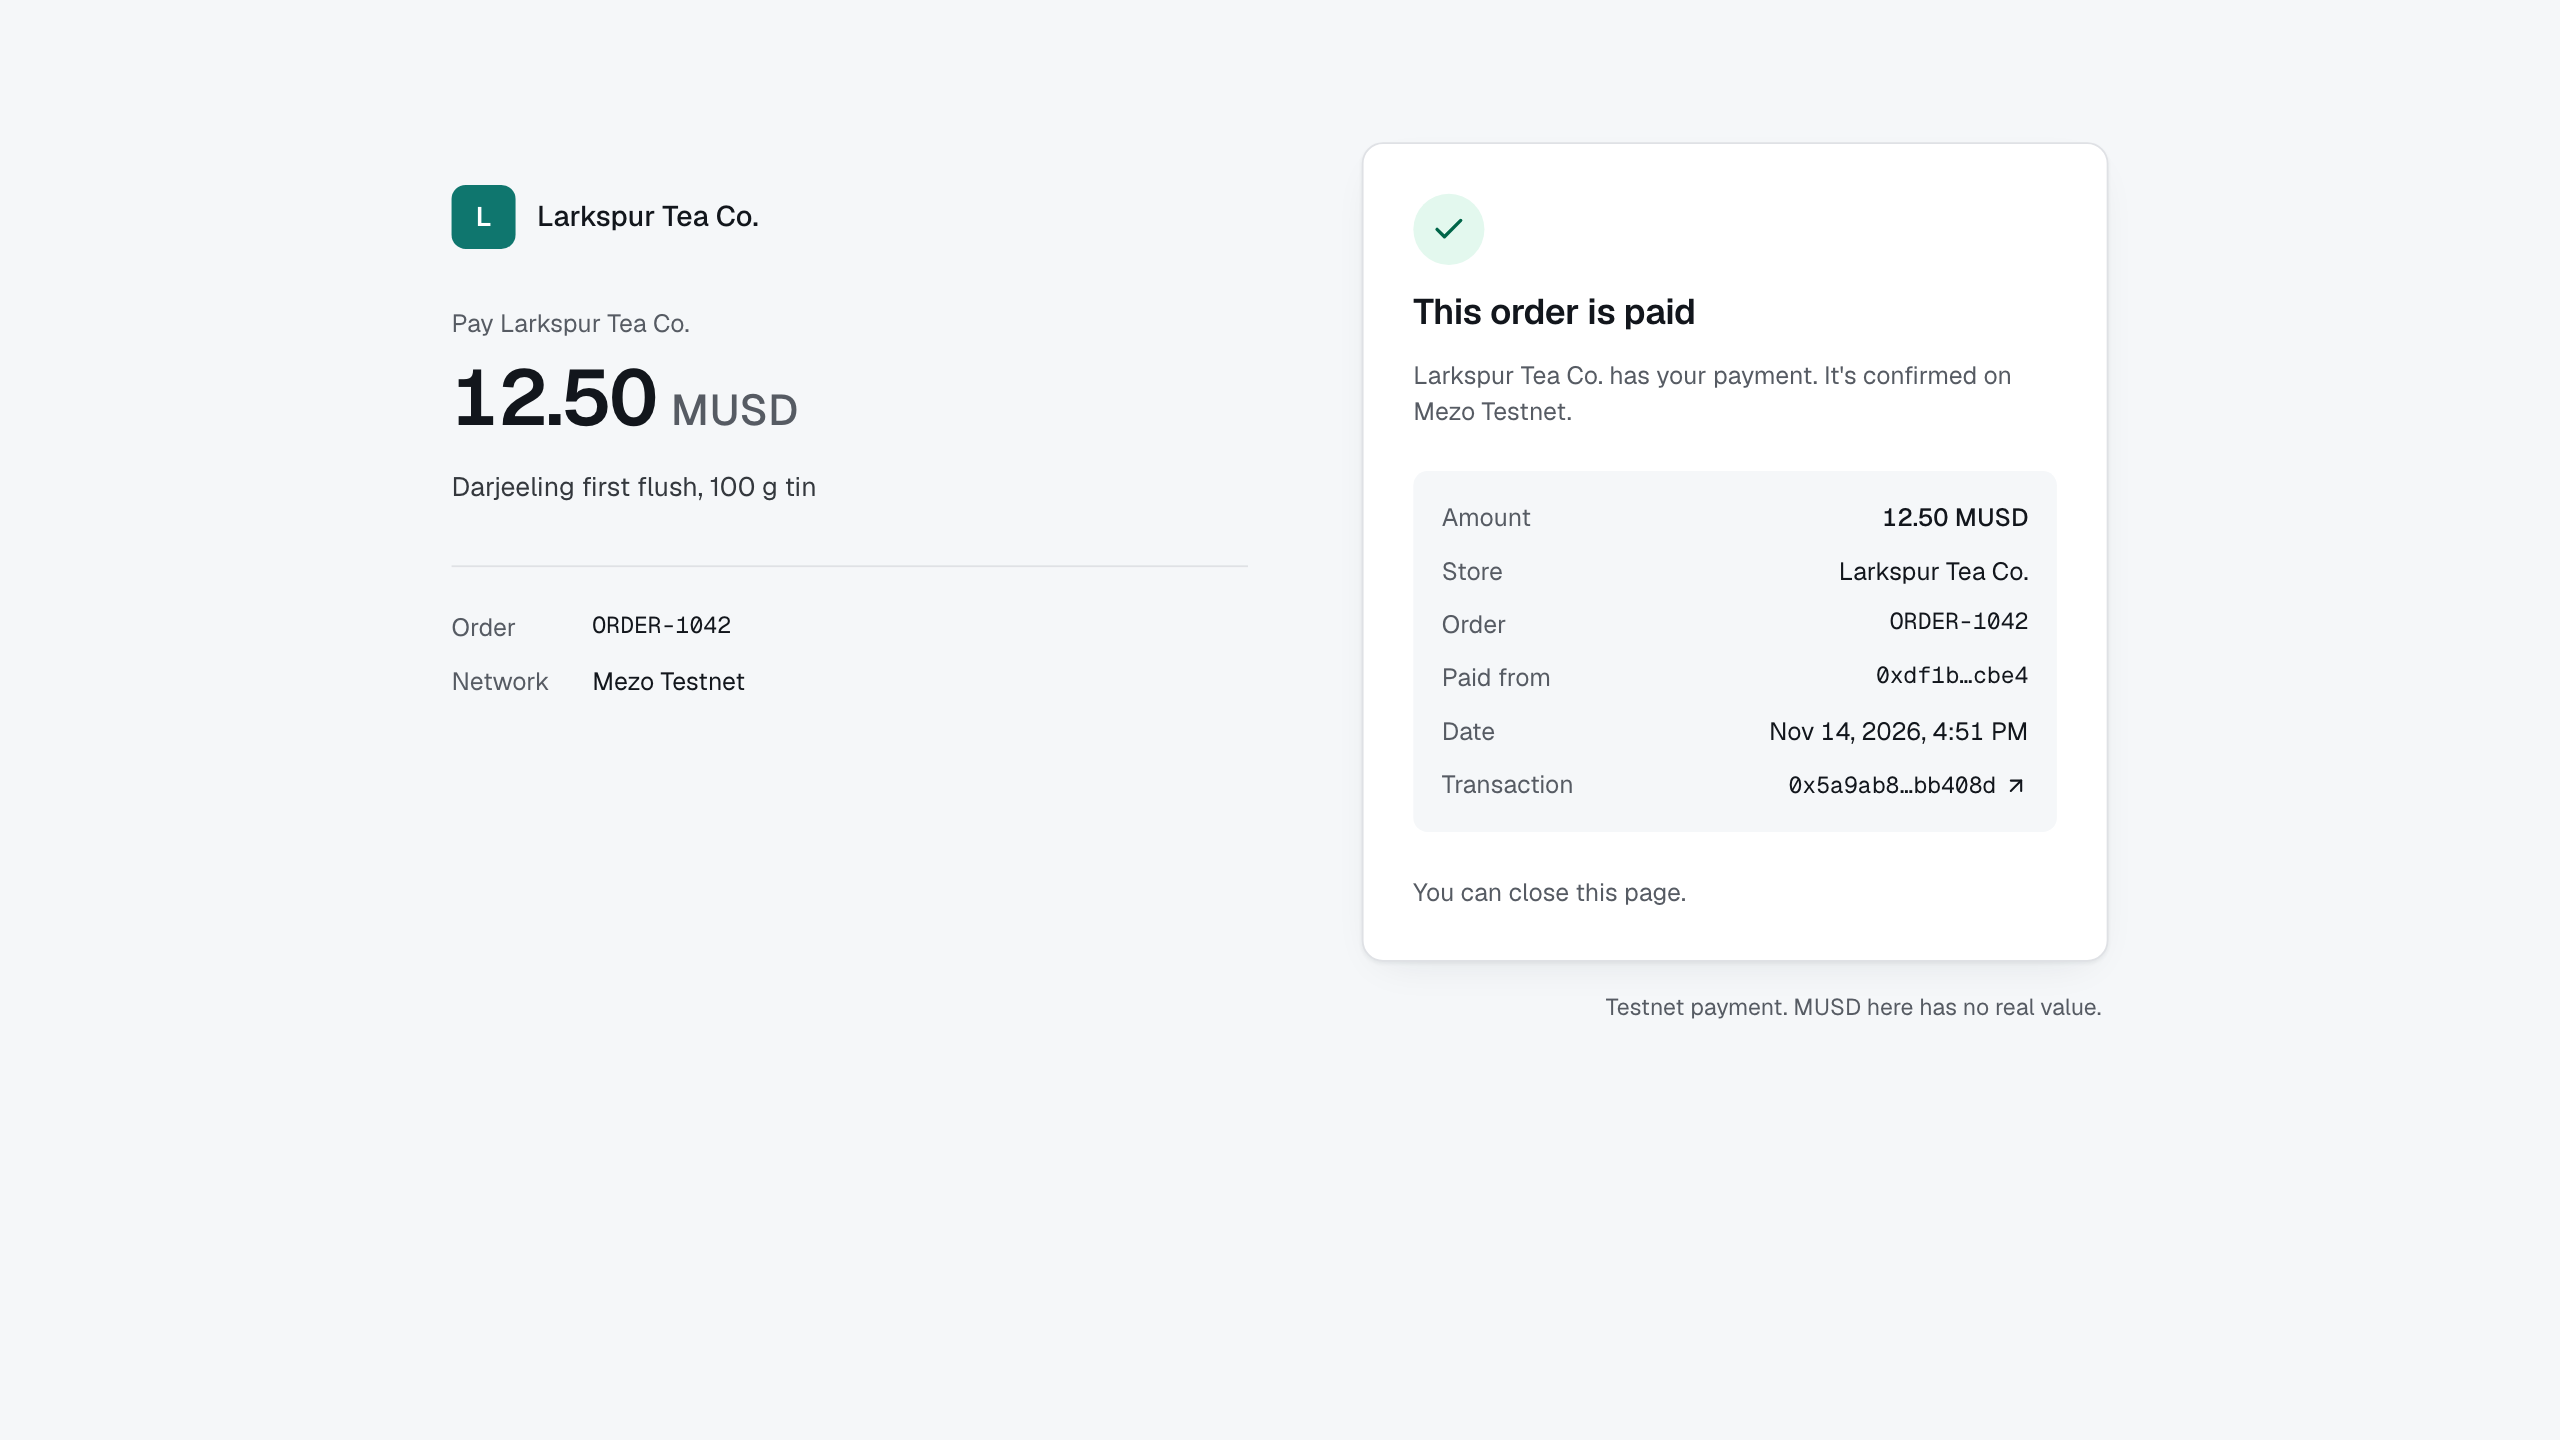 L
Larkspur Tea Co.
Pay Larkspur Tea Co.
12.50 MUSD
Darjeeling first flush, 100 g tin
Order ORDER-1042
Network Mezo Testnet
This order is paid
Larkspur Tea Co. has your payment. It's confirmed on
Mezo Testnet.
Amount 12.50 MUSD
Store Larkspur Tea Co.
Order ORDER-1042
Paid from 0xdf1b…cbe4
Date Nov 14, 2026, 4:51 PM
Transaction 0x5a9ab8…bb408d
You can close this page.
Testnet payment. MUSD here has no real value.